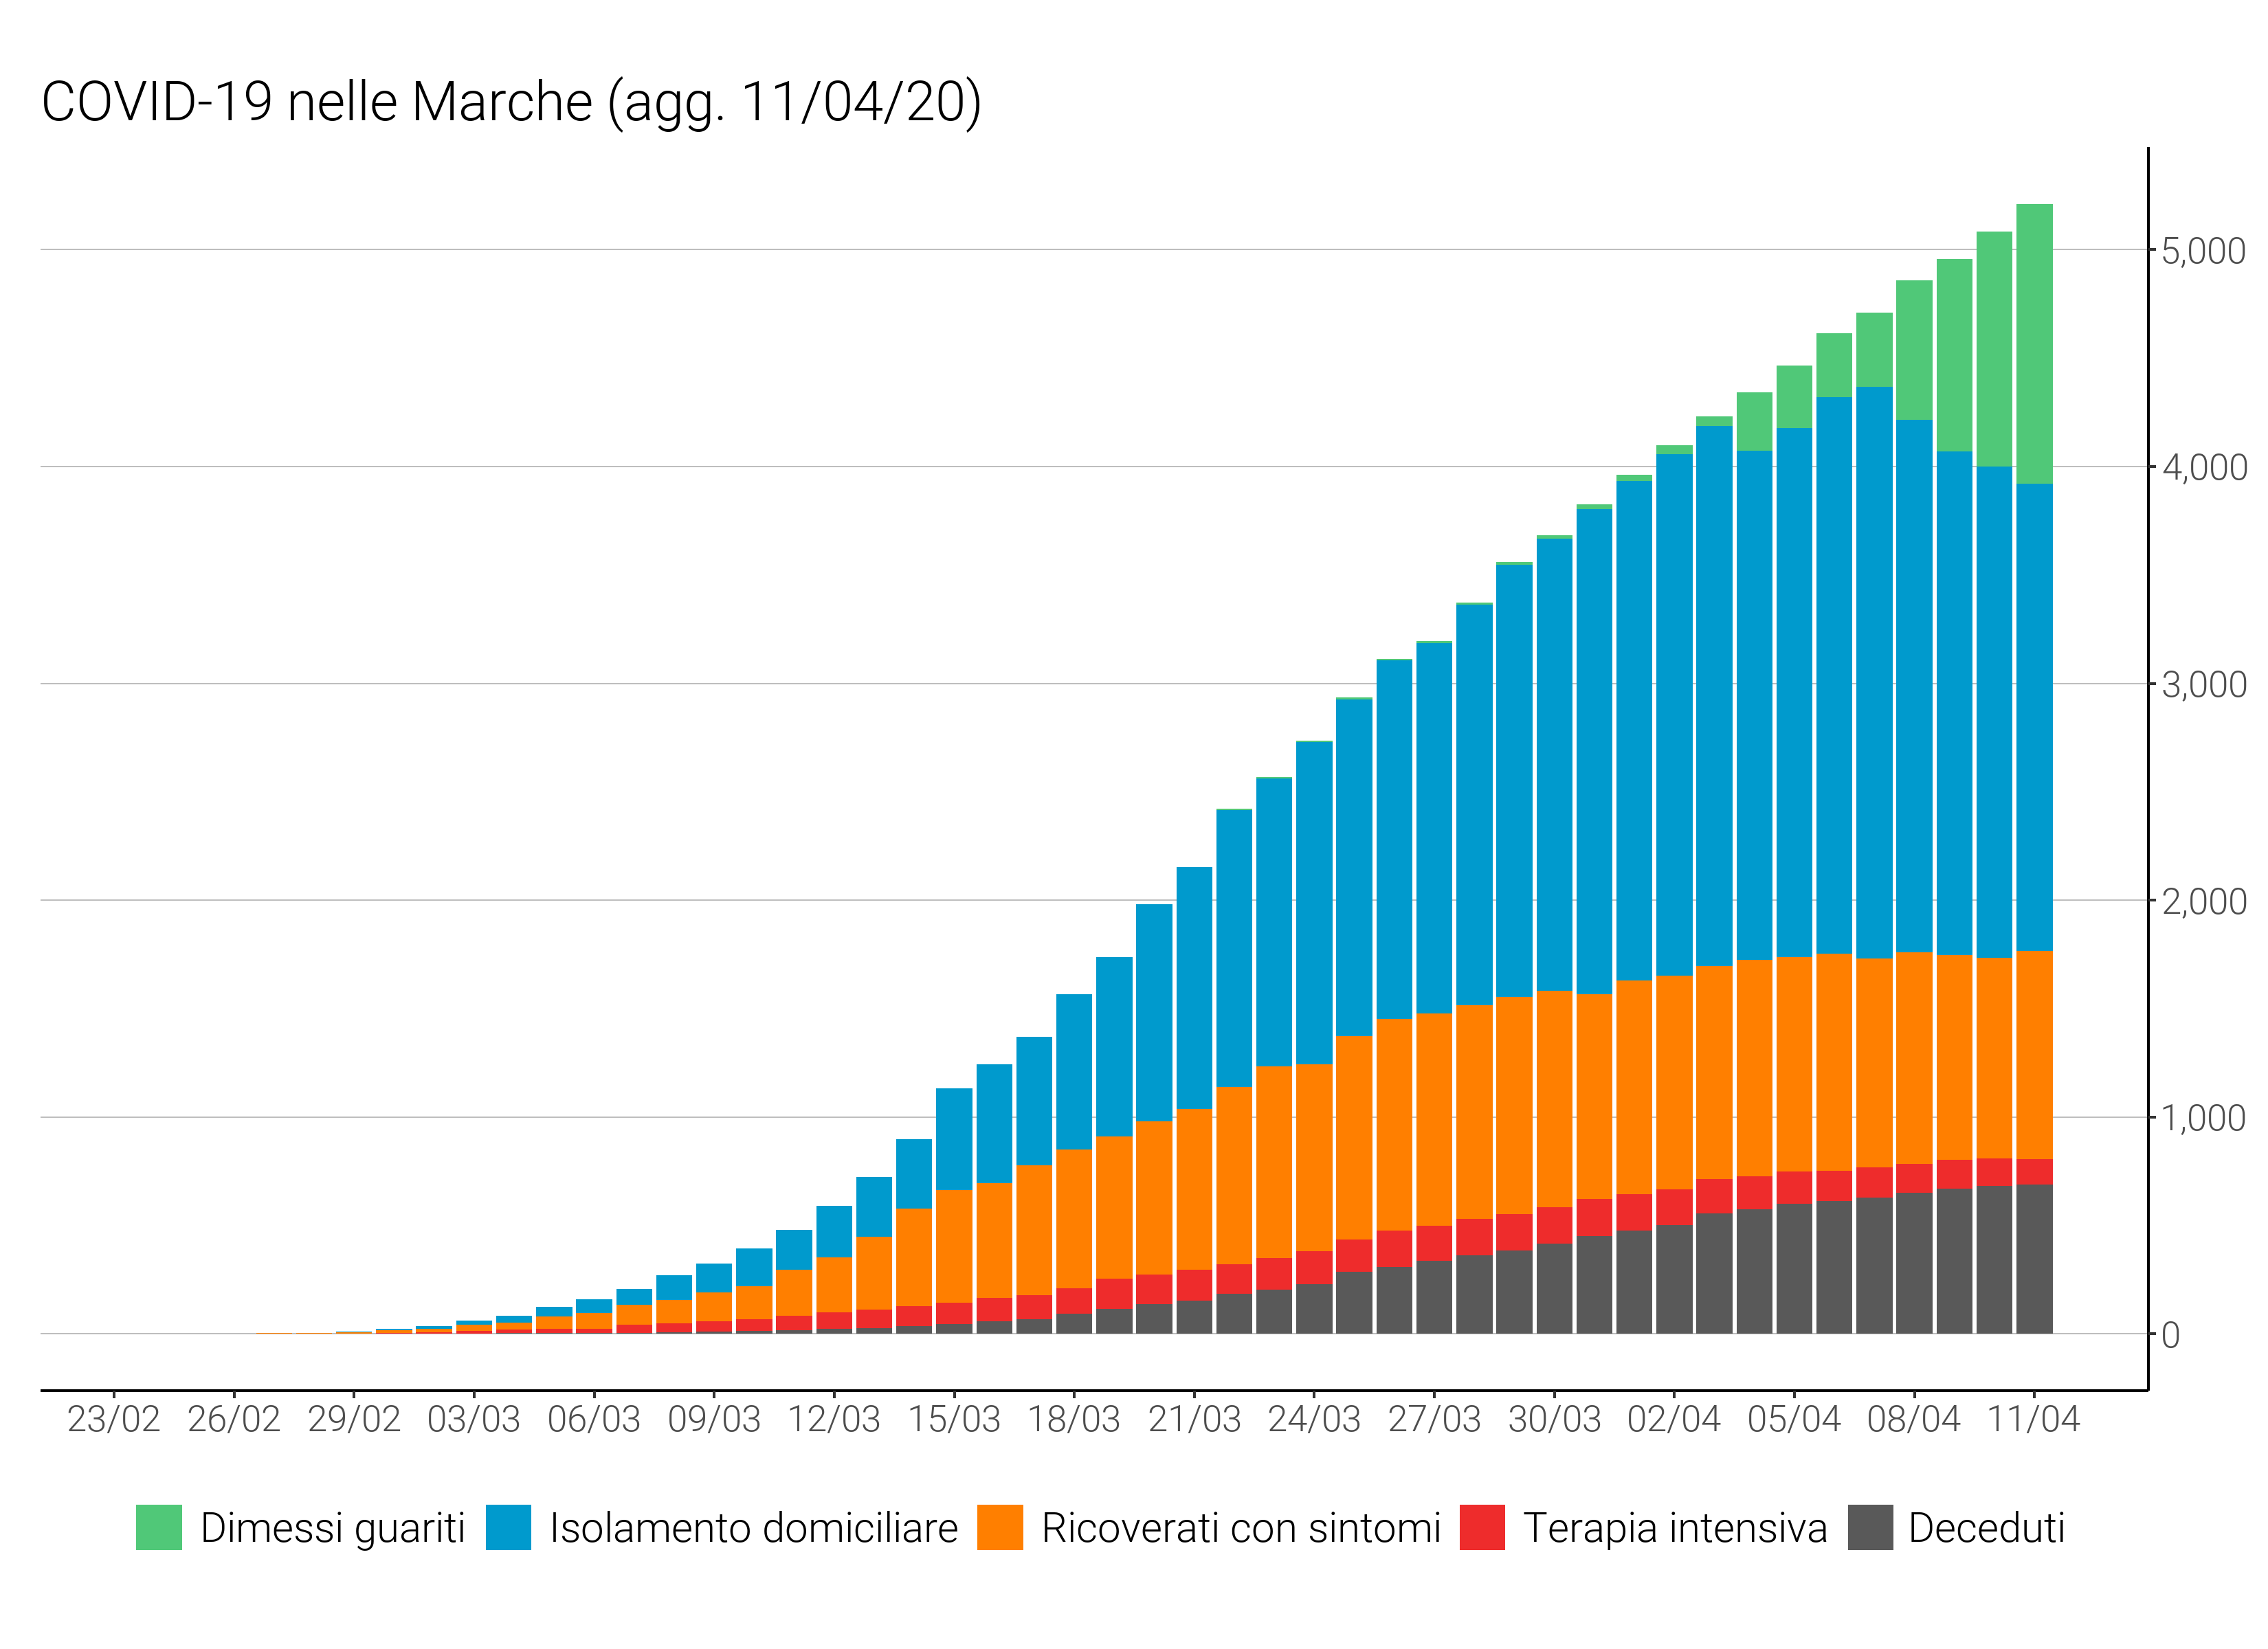 COVID-19 nelle Marche (agg. 11/04/20)
5,000
4,000
3,000
2,000
1,000
0
23/02 26/02 29/02 03/03 06/03 09/03 12/03 15/03 18/03 21/03 24/03 27/03 30/03 02/04 05/04 08/04 11/04
Dimessi guariti Isolamento domiciliare Ricoverati con sintomi Terapia intensiva Deceduti